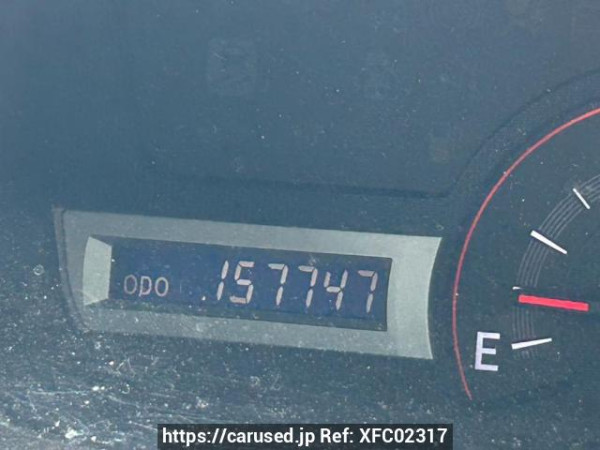 ODO 157747
E
https://carused.jp Ref: XFC02317